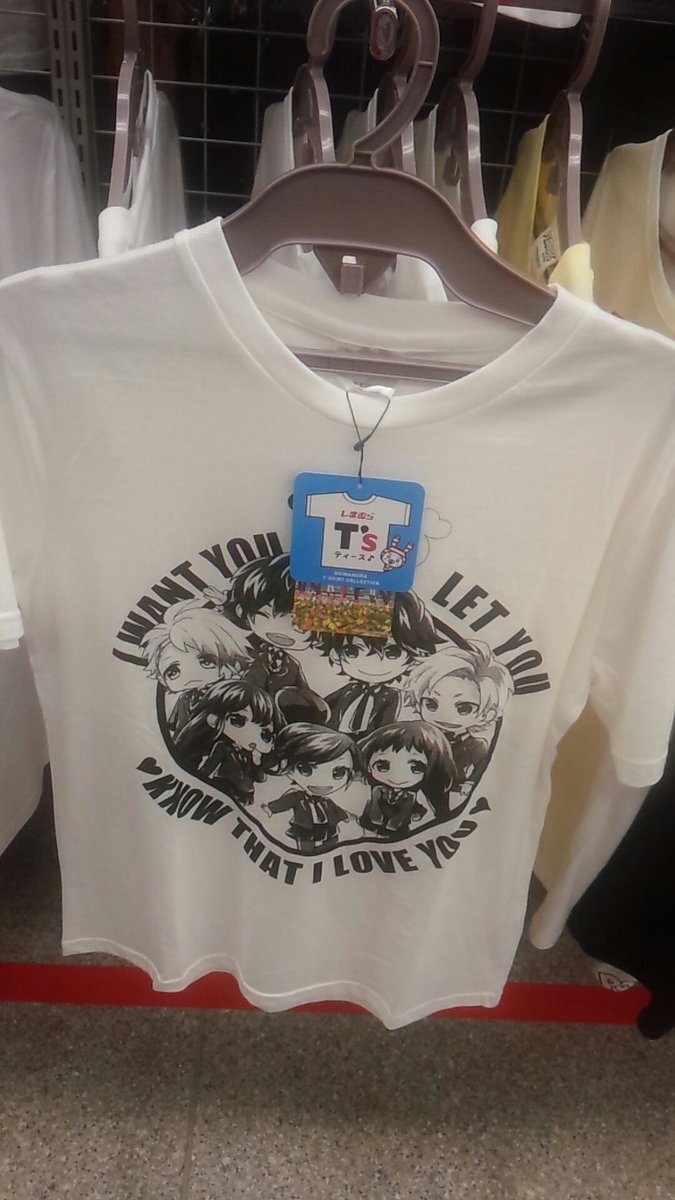 しまむら
T's
ティーズ♪
SHIMAMURA
T-SHIRT COLLECTION
I WANT YOU
LET YOU
♥KNOW THAT I LOVE YOU♥